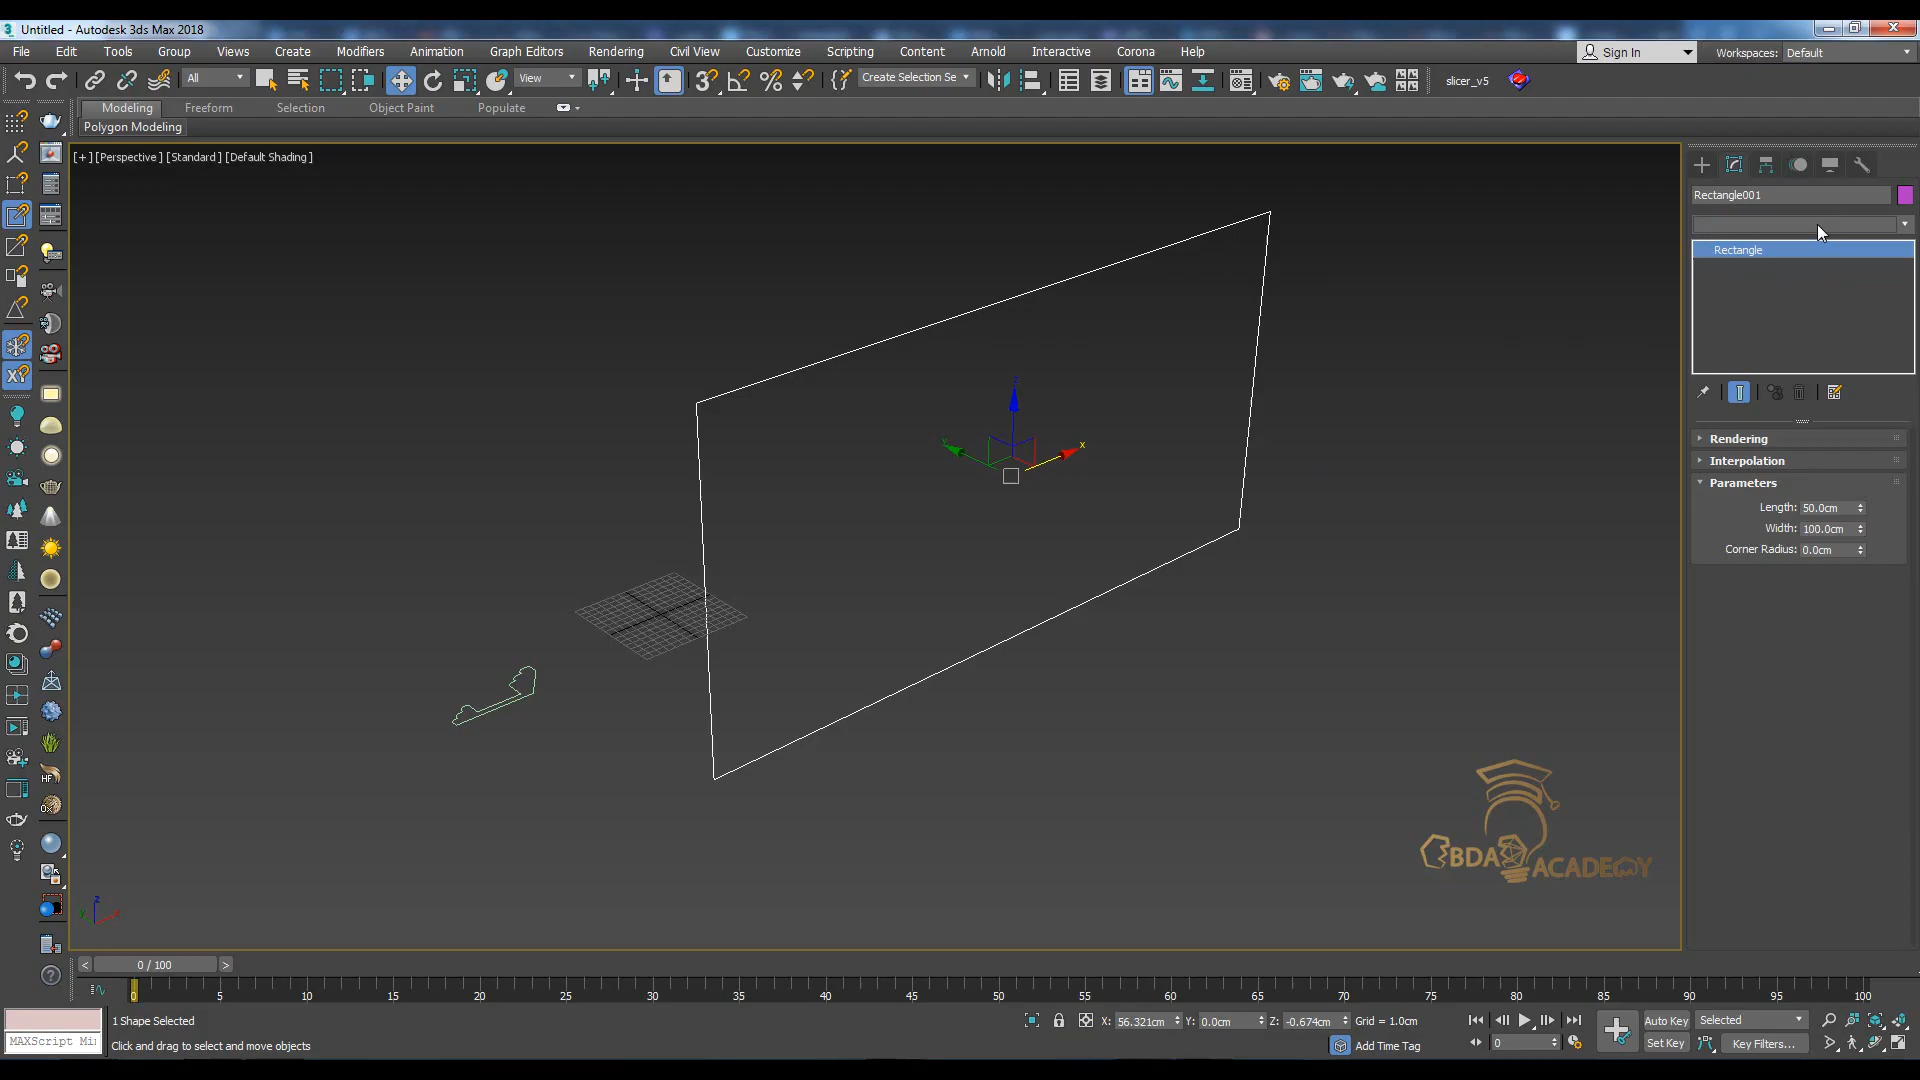 Untitled - Autodesk 3ds Max 2018
File Edit Tools Group Views Create Modifiers Animation Graph Editors Rendering Civil View Customize Scripting Content Arnold Interactive Corona Help
Sign In Workspaces: Default
All View Create Selection Se slicer_v5
Modeling Freeform Selection Object Paint Populate
Polygon Modeling
[+] [Perspective] [Standard] [Default Shading]
Rectangle001
Rectangle
Rendering
Interpolation
Parameters
Length: 50.0cm
Width: 100.0cm
Corner Radius: 0.0cm
z
y
x
BDA ACADEMY
z
y x
< 0 / 100 >
0 5 10 15 20 25 30 35 40 45 50 55 60 65 70 75 80 85 90 95 100
1 Shape Selected
X: 56.321cm Y: 0.0cm Z: -0.674cm Grid = 1.0cm
Auto Key Selected
MAXScript Mi
Click and drag to select and move objects
Add Time Tag
0
Set Key Key Filters...